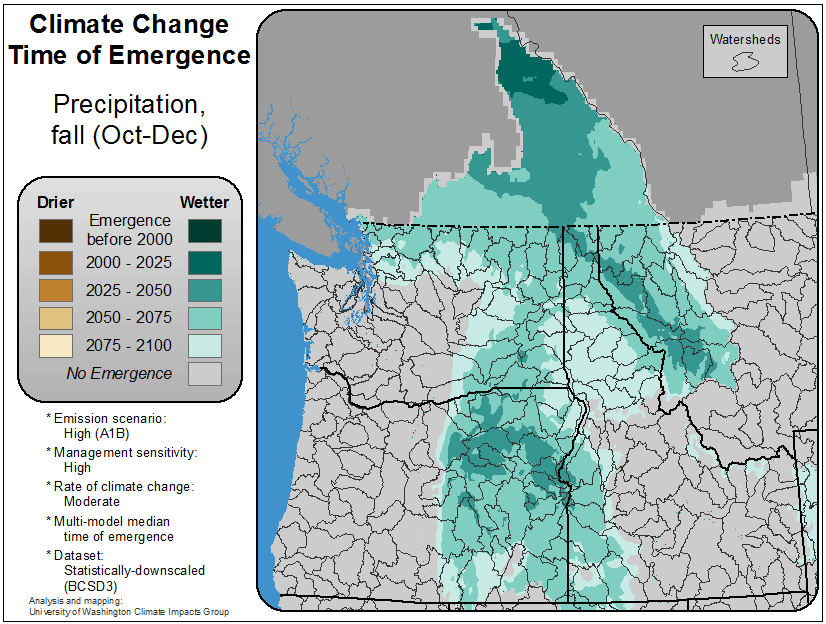 Climate Change
Time of Emergence
Precipitation,
fall (Oct-Dec)
Drier Wetter
Emergence
before 2000
2000 - 2025
2025 - 2050
2050 - 2075
2075 - 2100
No Emergence
* Emission scenario:
High (A1B)
* Management sensitivity:
High
* Rate of climate change:
Moderate
* Multi-model median
time of emergence
* Dataset:
Statistically-downscaled
(BCSD3)
Analysis and mapping:
University of Washington Climate Impacts Group
Watersheds